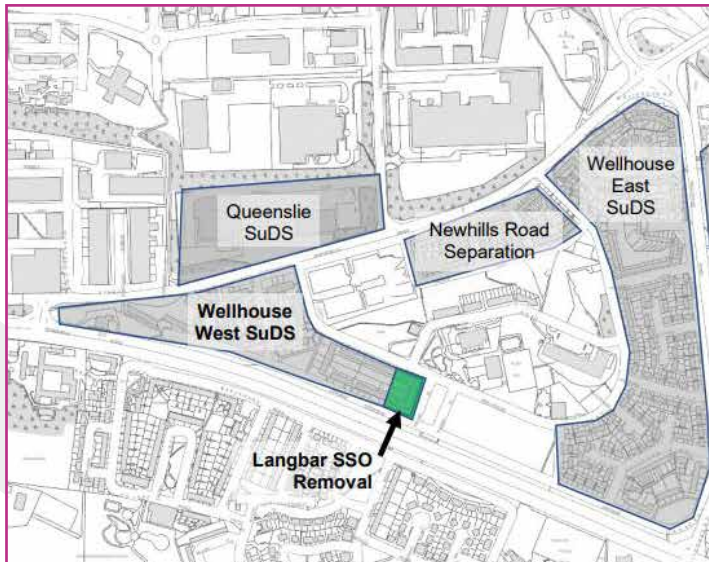 Queenslie
SuDS
Newhills Road
Separation
Wellhouse
East
SuDS
Wellhouse
West SuDS
Langbar SSO
Removal